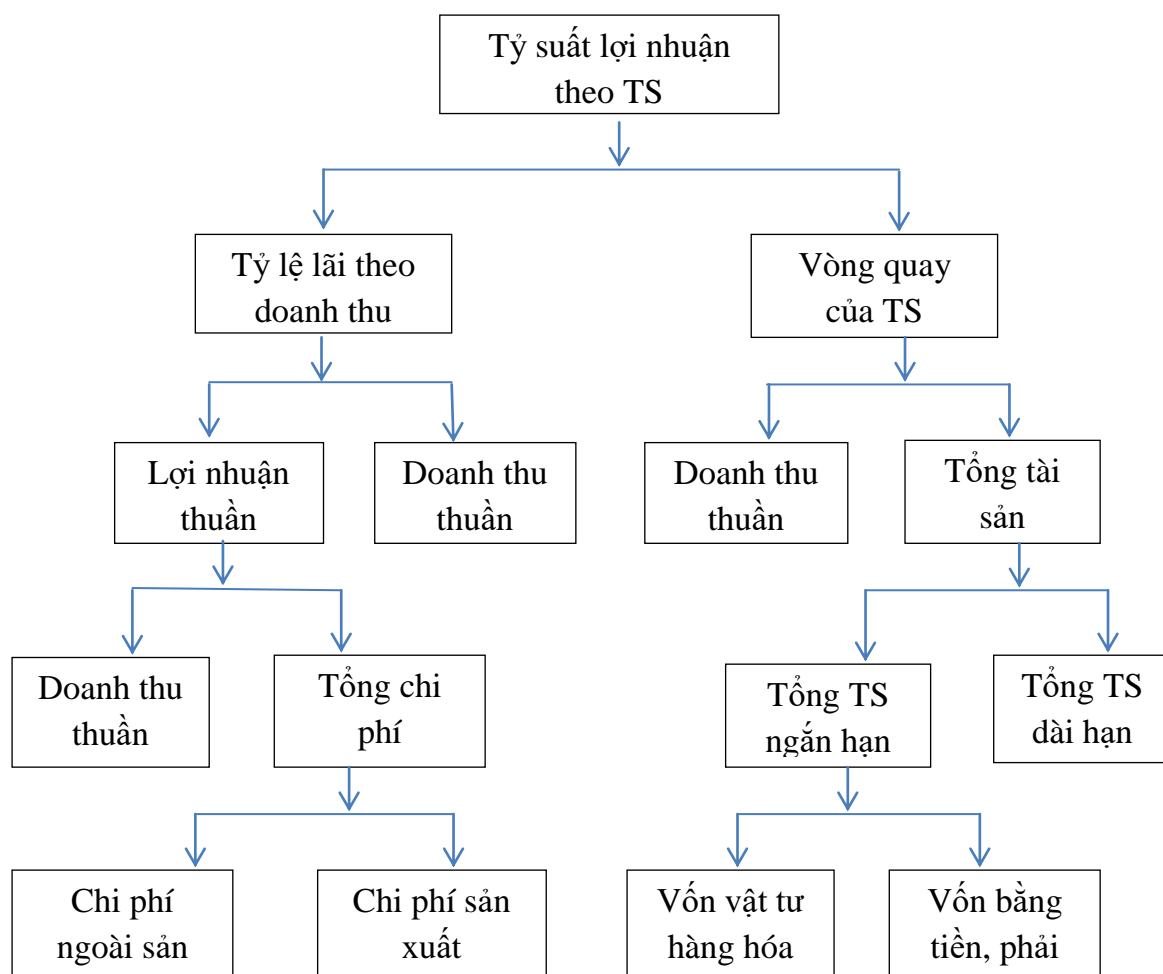 Tỷ suất lợi nhuận
theo TS
Tỷ lệ lãi theo
doanh thu
Vòng quay
của TS
Lợi nhuận
thuần
Doanh thu
thuần
Doanh thu
thuần
Tổng tài
sản
Doanh thu
thuần
Tổng chi
phí
Tổng TS
ngắn hạn
Tổng TS
dài hạn
Chi phí
ngoài sản
Chi phí sản
xuất
Vốn vật tư
hàng hóa
Vốn bằng
tiền, phải